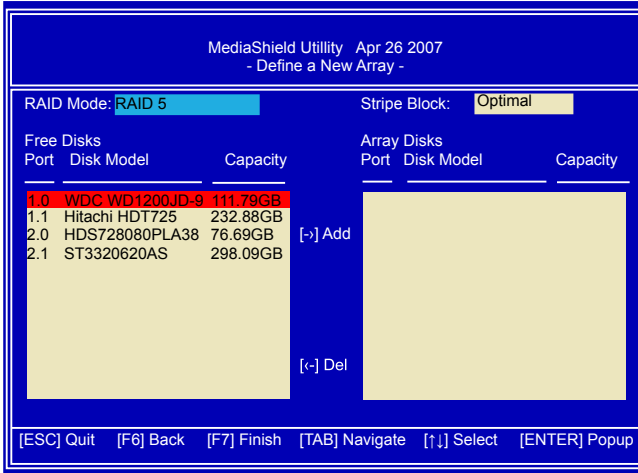 MediaShield Utillity Apr 26 2007
- Define a New Array -
RAID Mode: RAID 5 Stripe Block: Optimal
Free Disks Array Disks
Port Disk Model Capacity Port Disk Model Capacity
1.0 WDC WD1200JD-9 111.79GB
1.1 Hitachi HDT725 232.88GB
2.0 HDS728080PLA38 76.69GB
[->] Add
2.1 ST3320620AS 298.09GB
[<-] Del
[ESC] Quit [F6] Back [F7] Finish [TAB] Navigate [↑↓] Select [ENTER] Popup